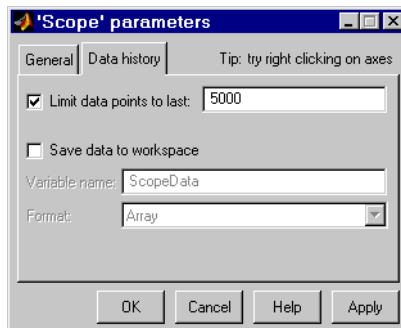 'Scope' parameters
General Data history Tip: try right clicking on axes
Limit data points to last: 5000
Save data to workspace
Variable name: ScopeData
Format: Array
OK Cancel Help Apply